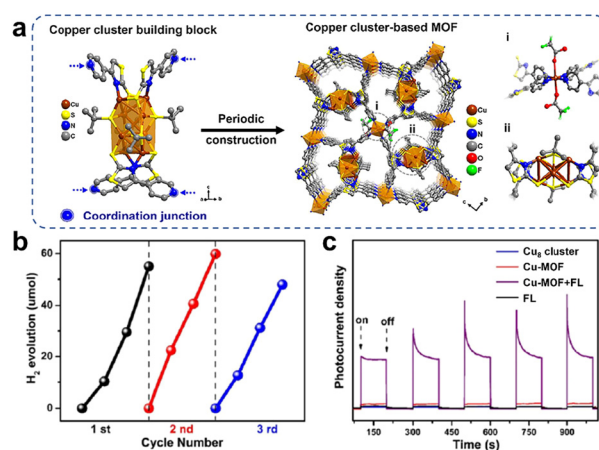 a
Copper cluster building block
Copper cluster-based MOF
i
Cu
S
N
C
Periodic
construction
i
ii
Cu
S
N
C
O
F
ii
Coordination junction
c
a
b
c
b
b
H₂ evolution (umol)
60
40
20
0
1 st
2 nd
3 rd
Cycle Number
c
Photocurrent density
Cu₈ cluster
Cu-MOF
Cu-MOF+FL
FL
on
off
150
300
450
600
750
900
Time (s)